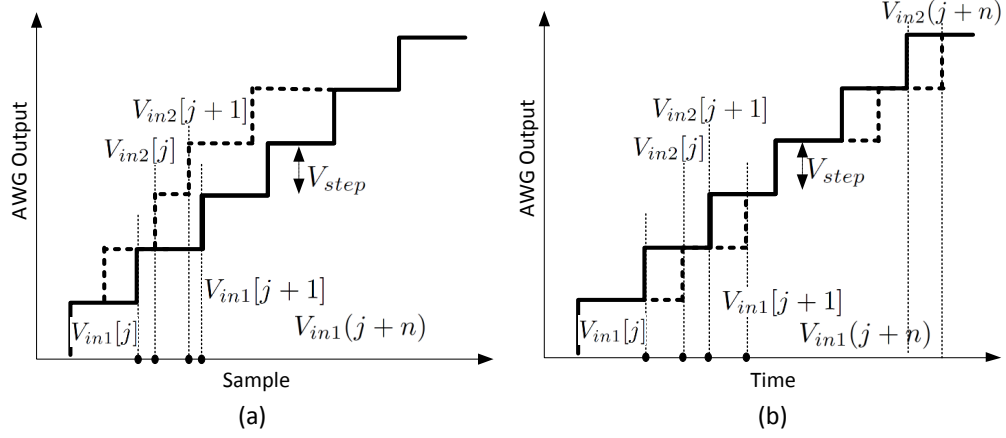 AWG Output
V_{in2}[j + 1]
V_{in2}[j]
V_{step}
V_{in1}[j + 1]
V_{in1}[j]
V_{in1}(j + n)
Sample
(a)
V_{in2}(j + n)
AWG Output
V_{in2}[j + 1]
V_{in2}[j]
V_{step}
V_{in1}[j + 1]
V_{in1}[j]
V_{in1}(j + n)
Time
(b)